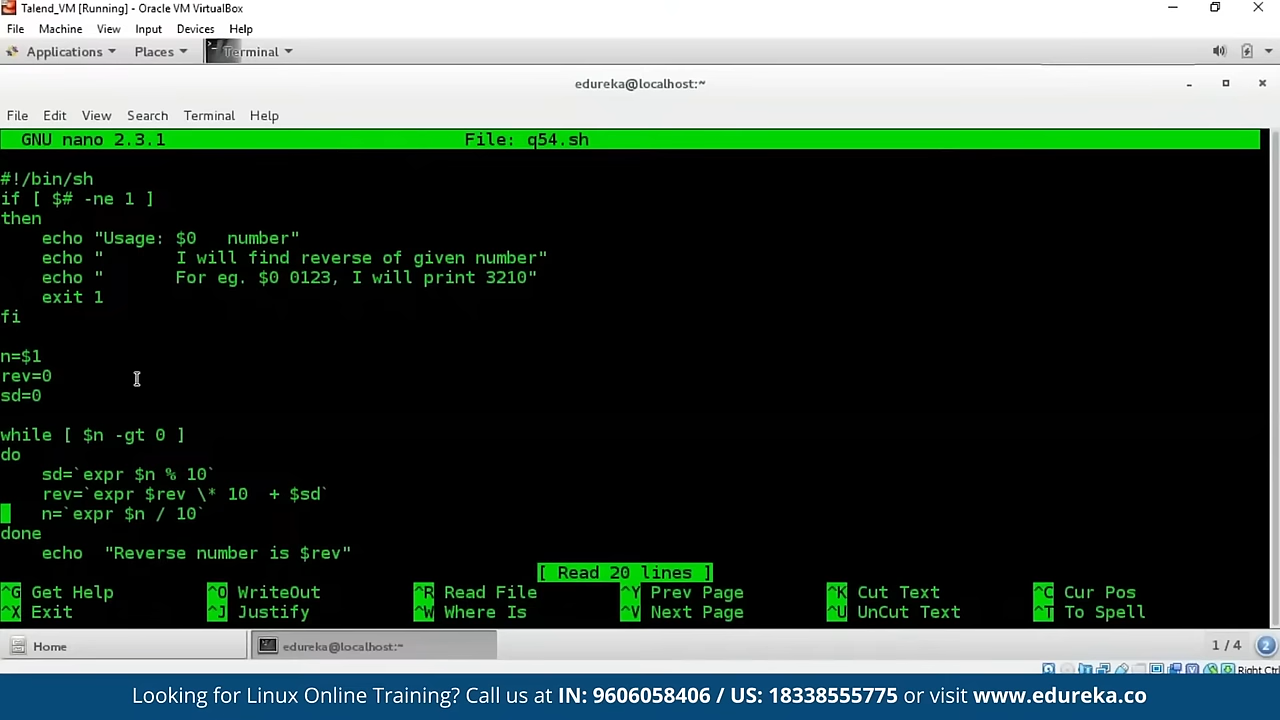 Talend_VM [Running] - Oracle VM VirtualBox
File Machine View Input Devices Help
Applications Places Terminal
edureka@localhost:~
File Edit View Search Terminal Help
GNU nano 2.3.1 File: q54.sh
#!/bin/sh
if [ $# -ne 1 ]
then
    echo "Usage: $0   number"
    echo "       I will find reverse of given number"
    echo "       For eg. $0 0123, I will print 3210"
    exit 1
fi
n=$1
rev=0
sd=0
while [ $n -gt 0 ]
do
    sd=`expr $n % 10`
    rev=`expr $rev \* 10  + $sd`
    n=`expr $n / 10`
done
    echo  "Reverse number is $rev"
[ Read 20 lines ]
^G Get Help ^O WriteOut ^R Read File ^Y Prev Page ^K Cut Text ^C Cur Pos
^X Exit ^J Justify ^W Where Is ^V Next Page ^U UnCut Text ^T To Spell
Home edureka@localhost:~ 1 / 4 2
Right Ctrl
Looking for Linux Online Training? Call us at IN: 9606058406 / US: 18338555775 or visit www.edureka.co